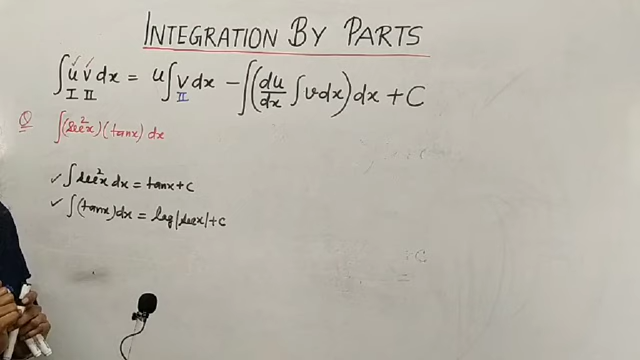 INTEGRATION BY PARTS
∫ u v dx = u ∫ v dx − ∫ (du/dx ∫ v dx) dx + C
I II II
Q ∫(sec²x)(tanx) dx
✓ ∫ sec²x dx = tanx + c
✓ ∫(tanx)dx = log|secx| + c